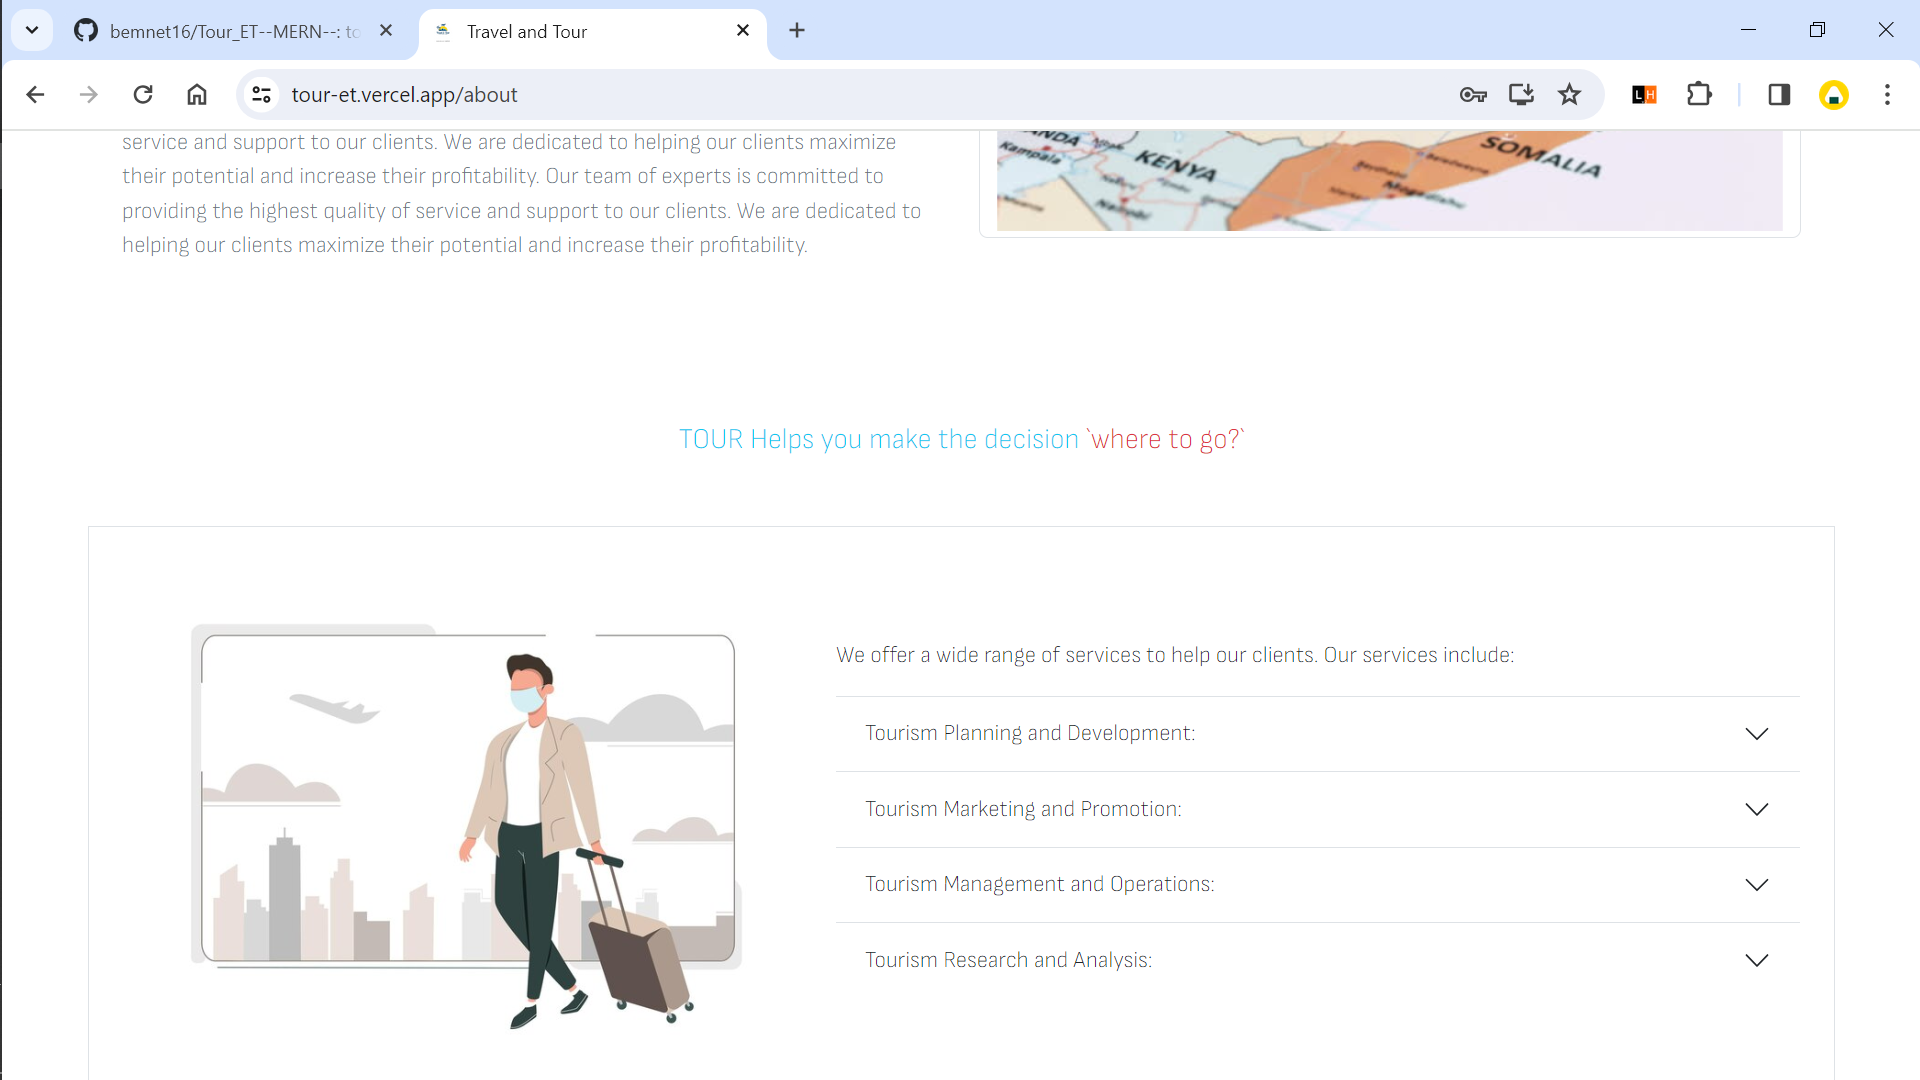 bemnet16/Tour_ET--MERN--: to
Travel and Tour
tour-et.vercel.app/about
LH
service and support to our clients. We are dedicated to helping our clients maximize
their potential and increase their profitability. Our team of experts is committed to
providing the highest quality of service and support to our clients. We are dedicated to
helping our clients maximize their potential and increase their profitability.
Kampala
KENYA
SOMALIA
TOUR Helps you make the decision `where to go?`
We offer a wide range of services to help our clients. Our services include:
Tourism Planning and Development:
Tourism Marketing and Promotion:
Tourism Management and Operations:
Tourism Research and Analysis: